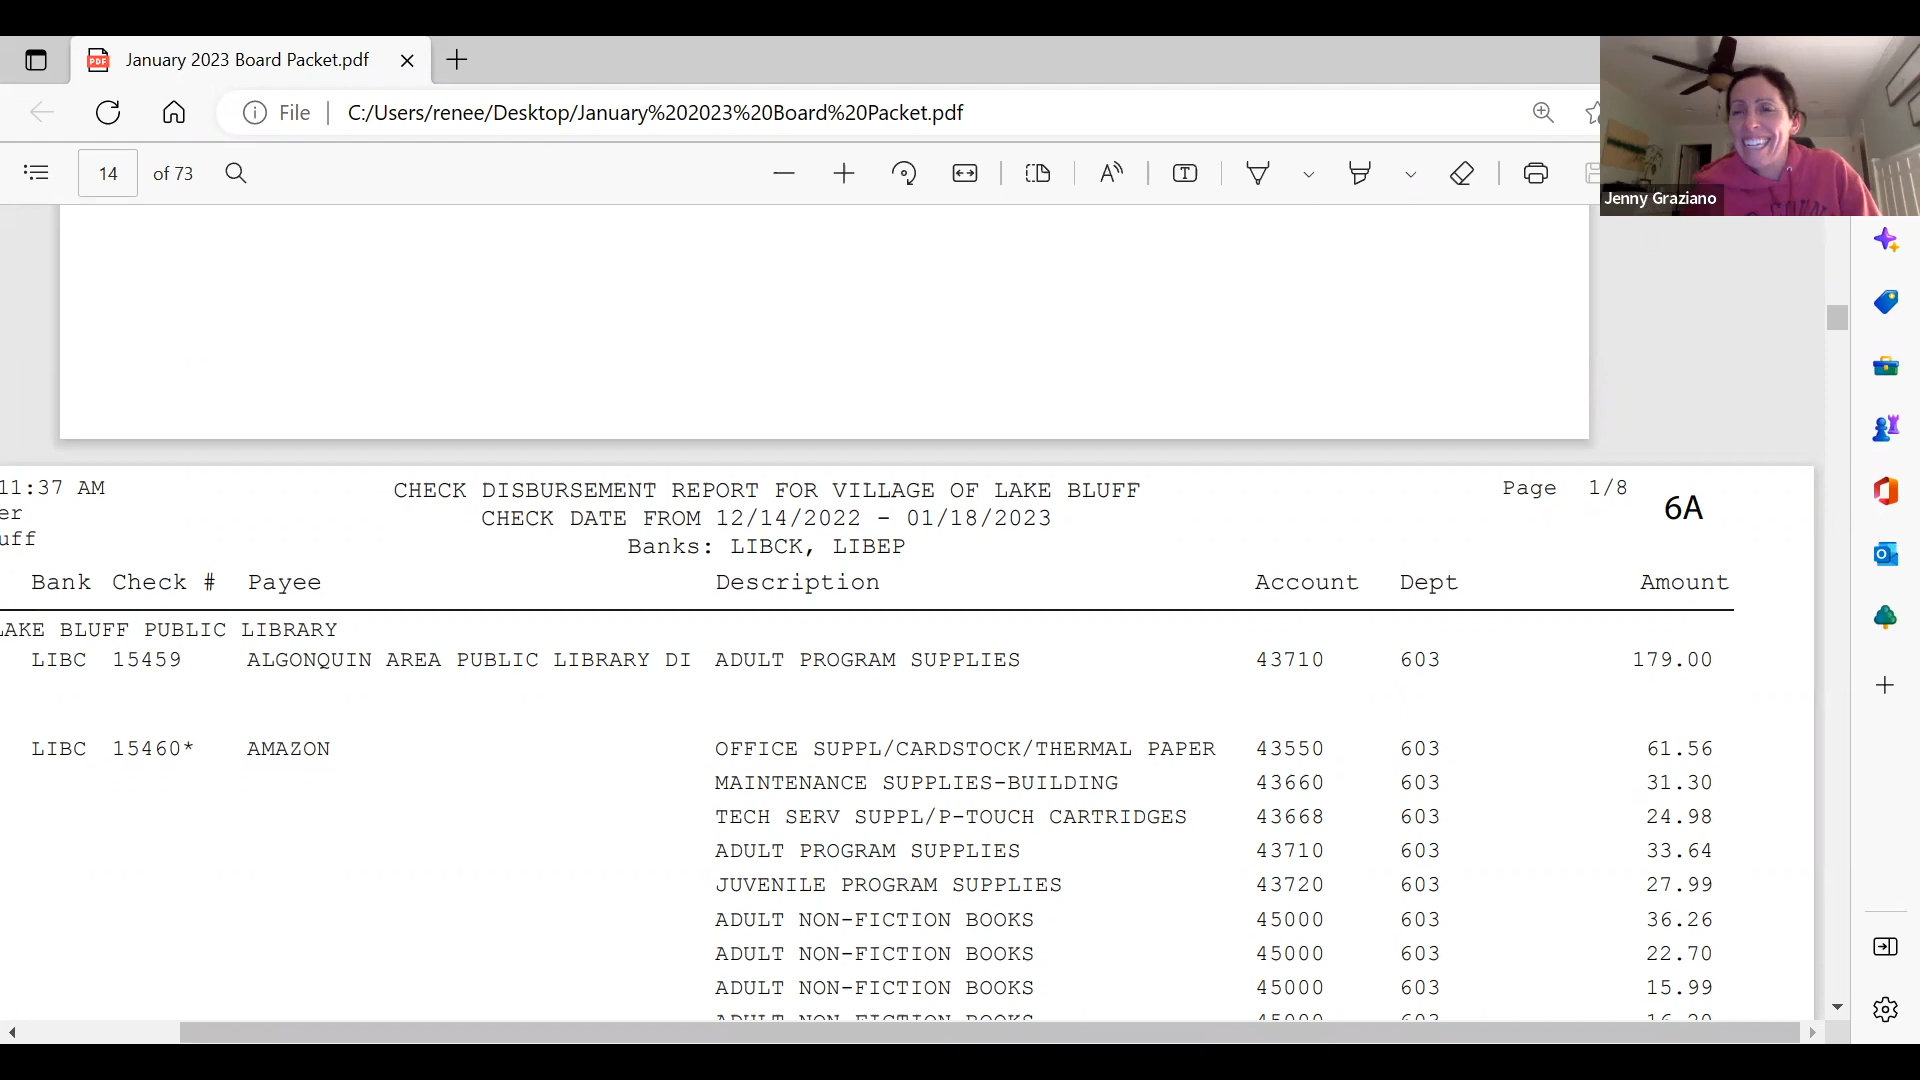 January 2023 Board Packet.pdf
File
C:/Users/renee/Desktop/January%202023%20Board%20Packet.pdf
14 of 73
Jenny Graziano
11:37 AM CHECK DISBURSEMENT REPORT FOR VILLAGE OF LAKE BLUFF Page 1/8
er CHECK DATE FROM 12/14/2022 - 01/18/2023 6A
uff Banks: LIBCK, LIBEP
Bank Check # Payee Description Account Dept Amount
LAKE BLUFF PUBLIC LIBRARY
LIBC 15459 ALGONQUIN AREA PUBLIC LIBRARY DI ADULT PROGRAM SUPPLIES 43710 603 179.00
LIBC 15460* AMAZON OFFICE SUPPL/CARDSTOCK/THERMAL PAPER 43550 603 61.56
MAINTENANCE SUPPLIES-BUILDING 43660 603 31.30
TECH SERV SUPPL/P-TOUCH CARTRIDGES 43668 603 24.98
ADULT PROGRAM SUPPLIES 43710 603 33.64
JUVENILE PROGRAM SUPPLIES 43720 603 27.99
ADULT NON-FICTION BOOKS 45000 603 36.26
ADULT NON-FICTION BOOKS 45000 603 22.70
ADULT NON-FICTION BOOKS 45000 603 15.99
ADULT NON-FICTION BOOKS 45000 603